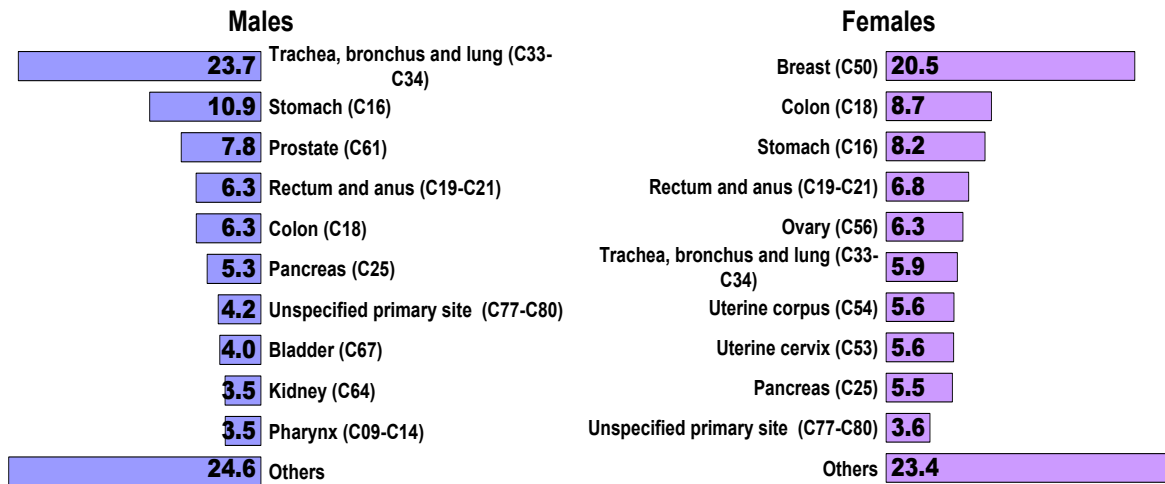 Males
23.7 Trachea, bronchus and lung (C33-
C34)
10.9 Stomach (C16)
7.8 Prostate (C61)
6.3 Rectum and anus (C19-C21)
6.3 Colon (C18)
5.3 Pancreas (C25)
4.2 Unspecified primary site (C77-C80)
4.0 Bladder (C67)
3.5 Kidney (C64)
3.5 Pharynx (C09-C14)
24.6 Others
Females
Breast (C50) 20.5
Colon (C18) 8.7
Stomach (C16) 8.2
Rectum and anus (C19-C21) 6.8
Ovary (C56) 6.3
Trachea, bronchus and lung (C33-
C34) 5.9
Uterine corpus (C54) 5.6
Uterine cervix (C53) 5.6
Pancreas (C25) 5.5
Unspecified primary site (C77-C80) 3.6
Others 23.4